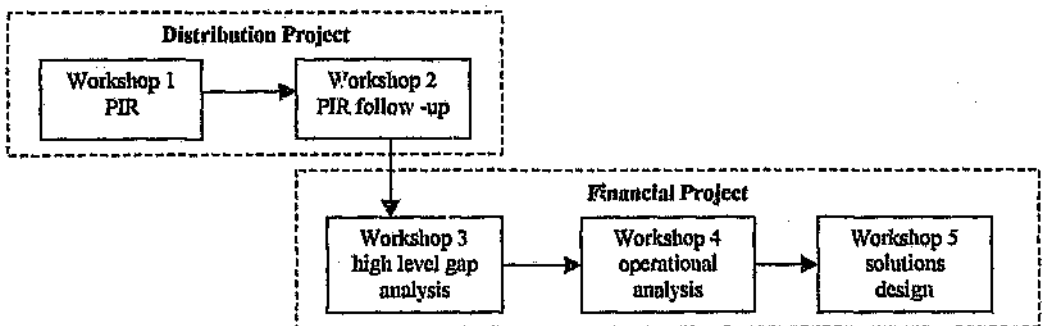 Distribution Project
Workshop 1
PIR
Workshop 2
PIR follow -up
Financial Project
Workshop 3
high level gap
analysis
Workshop 4
operational
analysis
Workshop 5
solutions
design